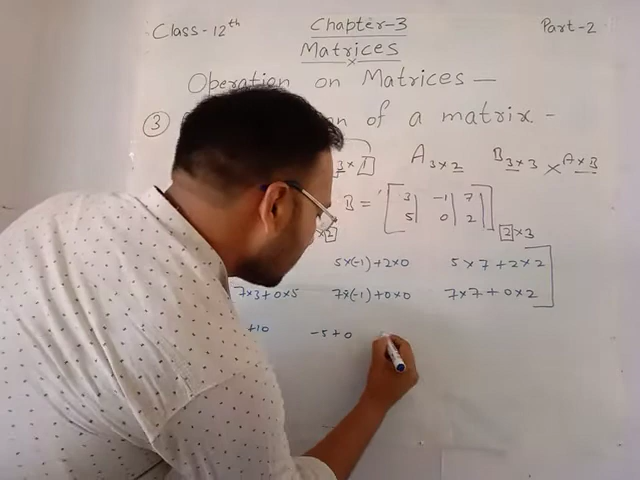 Class-12th Chapter-3 Part-2
Matrices
Operation on Matrices —
③ on of a matrix -
3×1 A3×2 B3×3 × A×B
B = [3 -1 7
5 0 2] 2×3
×2
5×(-1)+2×0 5×7+2×2
7×3+0×5 7×(-1)+0×0 7×7+0×2
+10 -5+0